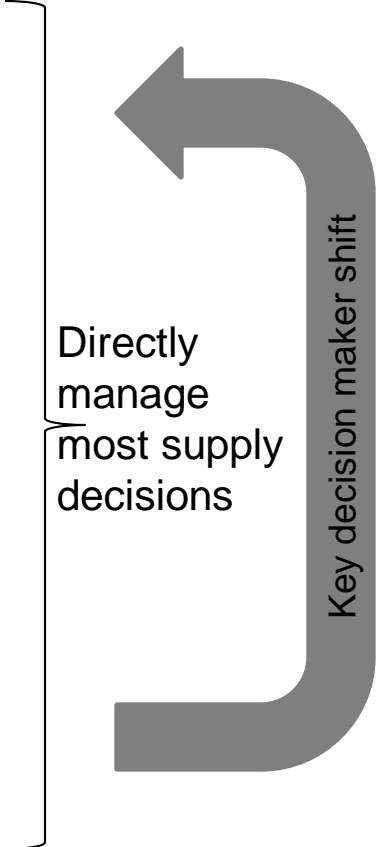 Directly
manage
most supply
decisions
Key decision maker shift